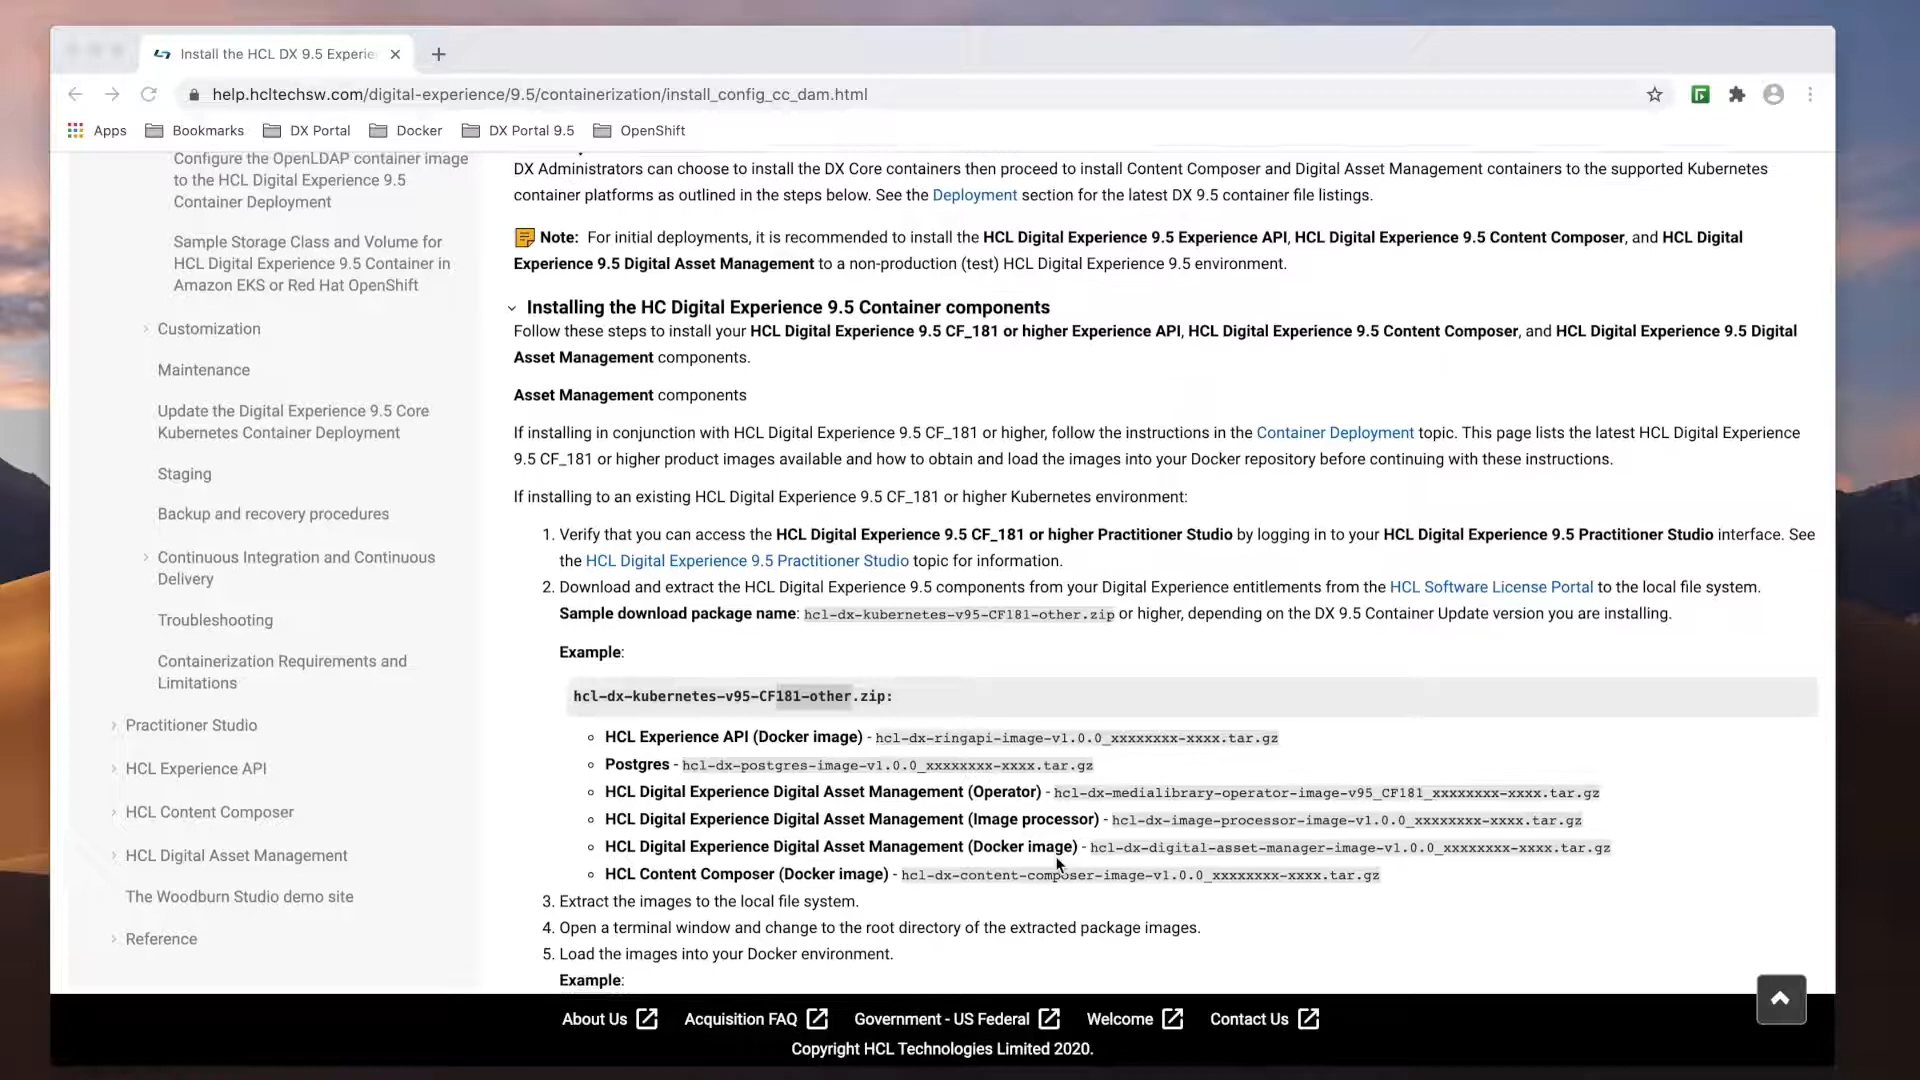 Install the HCL DX 9.5 Experie
help.hcltechsw.com/digital-experience/9.5/containerization/install_config_cc_dam.html
Apps Bookmarks DX Portal Docker DX Portal 9.5 OpenShift
Configure the OpenLDAP container image
to the HCL Digital Experience 9.5
Container Deployment
Sample Storage Class and Volume for
HCL Digital Experience 9.5 Container in
Amazon EKS or Red Hat OpenShift
Customization
Maintenance
Update the Digital Experience 9.5 Core
Kubernetes Container Deployment
Staging
Backup and recovery procedures
Continuous Integration and Continuous
Delivery
Troubleshooting
Containerization Requirements and
Limitations
Practitioner Studio
HCL Experience API
HCL Content Composer
HCL Digital Asset Management
The Woodburn Studio demo site
Reference
DX Administrators can choose to install the DX Core containers then proceed to install Content Composer and Digital Asset Management containers to the supported Kubernetes
container platforms as outlined in the steps below. See the Deployment section for the latest DX 9.5 container file listings.
Note: For initial deployments, it is recommended to install the HCL Digital Experience 9.5 Experience API, HCL Digital Experience 9.5 Content Composer, and HCL Digital
Experience 9.5 Digital Asset Management to a non-production (test) HCL Digital Experience 9.5 environment.
Installing the HC Digital Experience 9.5 Container components
Follow these steps to install your HCL Digital Experience 9.5 CF_181 or higher Experience API, HCL Digital Experience 9.5 Content Composer, and HCL Digital Experience 9.5 Digital
Asset Management components.
Asset Management components
If installing in conjunction with HCL Digital Experience 9.5 CF_181 or higher, follow the instructions in the Container Deployment topic. This page lists the latest HCL Digital Experience
9.5 CF_181 or higher product images available and how to obtain and load the images into your Docker repository before continuing with these instructions.
If installing to an existing HCL Digital Experience 9.5 CF_181 or higher Kubernetes environment:
1. Verify that you can access the HCL Digital Experience 9.5 CF_181 or higher Practitioner Studio by logging in to your HCL Digital Experience 9.5 Practitioner Studio interface. See
the HCL Digital Experience 9.5 Practitioner Studio topic for information.
2. Download and extract the HCL Digital Experience 9.5 components from your Digital Experience entitlements from the HCL Software License Portal to the local file system.
Sample download package name: hcl-dx-kubernetes-v95-CF181-other.zip or higher, depending on the DX 9.5 Container Update version you are installing.
Example:
hcl-dx-kubernetes-v95-CF181-other.zip:
HCL Experience API (Docker image) - hcl-dx-ringapi-image-v1.0.0_xxxxxxxx-xxxx.tar.gz
Postgres - hcl-dx-postgres-image-v1.0.0_xxxxxxxx-xxxx.tar.gz
HCL Digital Experience Digital Asset Management (Operator) - hcl-dx-medialibrary-operator-image-v95_CF181_xxxxxxxx-xxxx.tar.gz
HCL Digital Experience Digital Asset Management (Image processor) - hcl-dx-image-processor-image-v1.0.0_xxxxxxxx-xxxx.tar.gz
HCL Digital Experience Digital Asset Management (Docker image) - hcl-dx-digital-asset-manager-image-v1.0.0_xxxxxxxx-xxxx.tar.gz
HCL Content Composer (Docker image) - hcl-dx-content-composer-image-v1.0.0_xxxxxxxx-xxxx.tar.gz
3. Extract the images to the local file system.
4. Open a terminal window and change to the root directory of the extracted package images.
5. Load the images into your Docker environment.
Example:
About Us Acquisition FAQ Government - US Federal Welcome Contact Us
Copyright HCL Technologies Limited 2020.